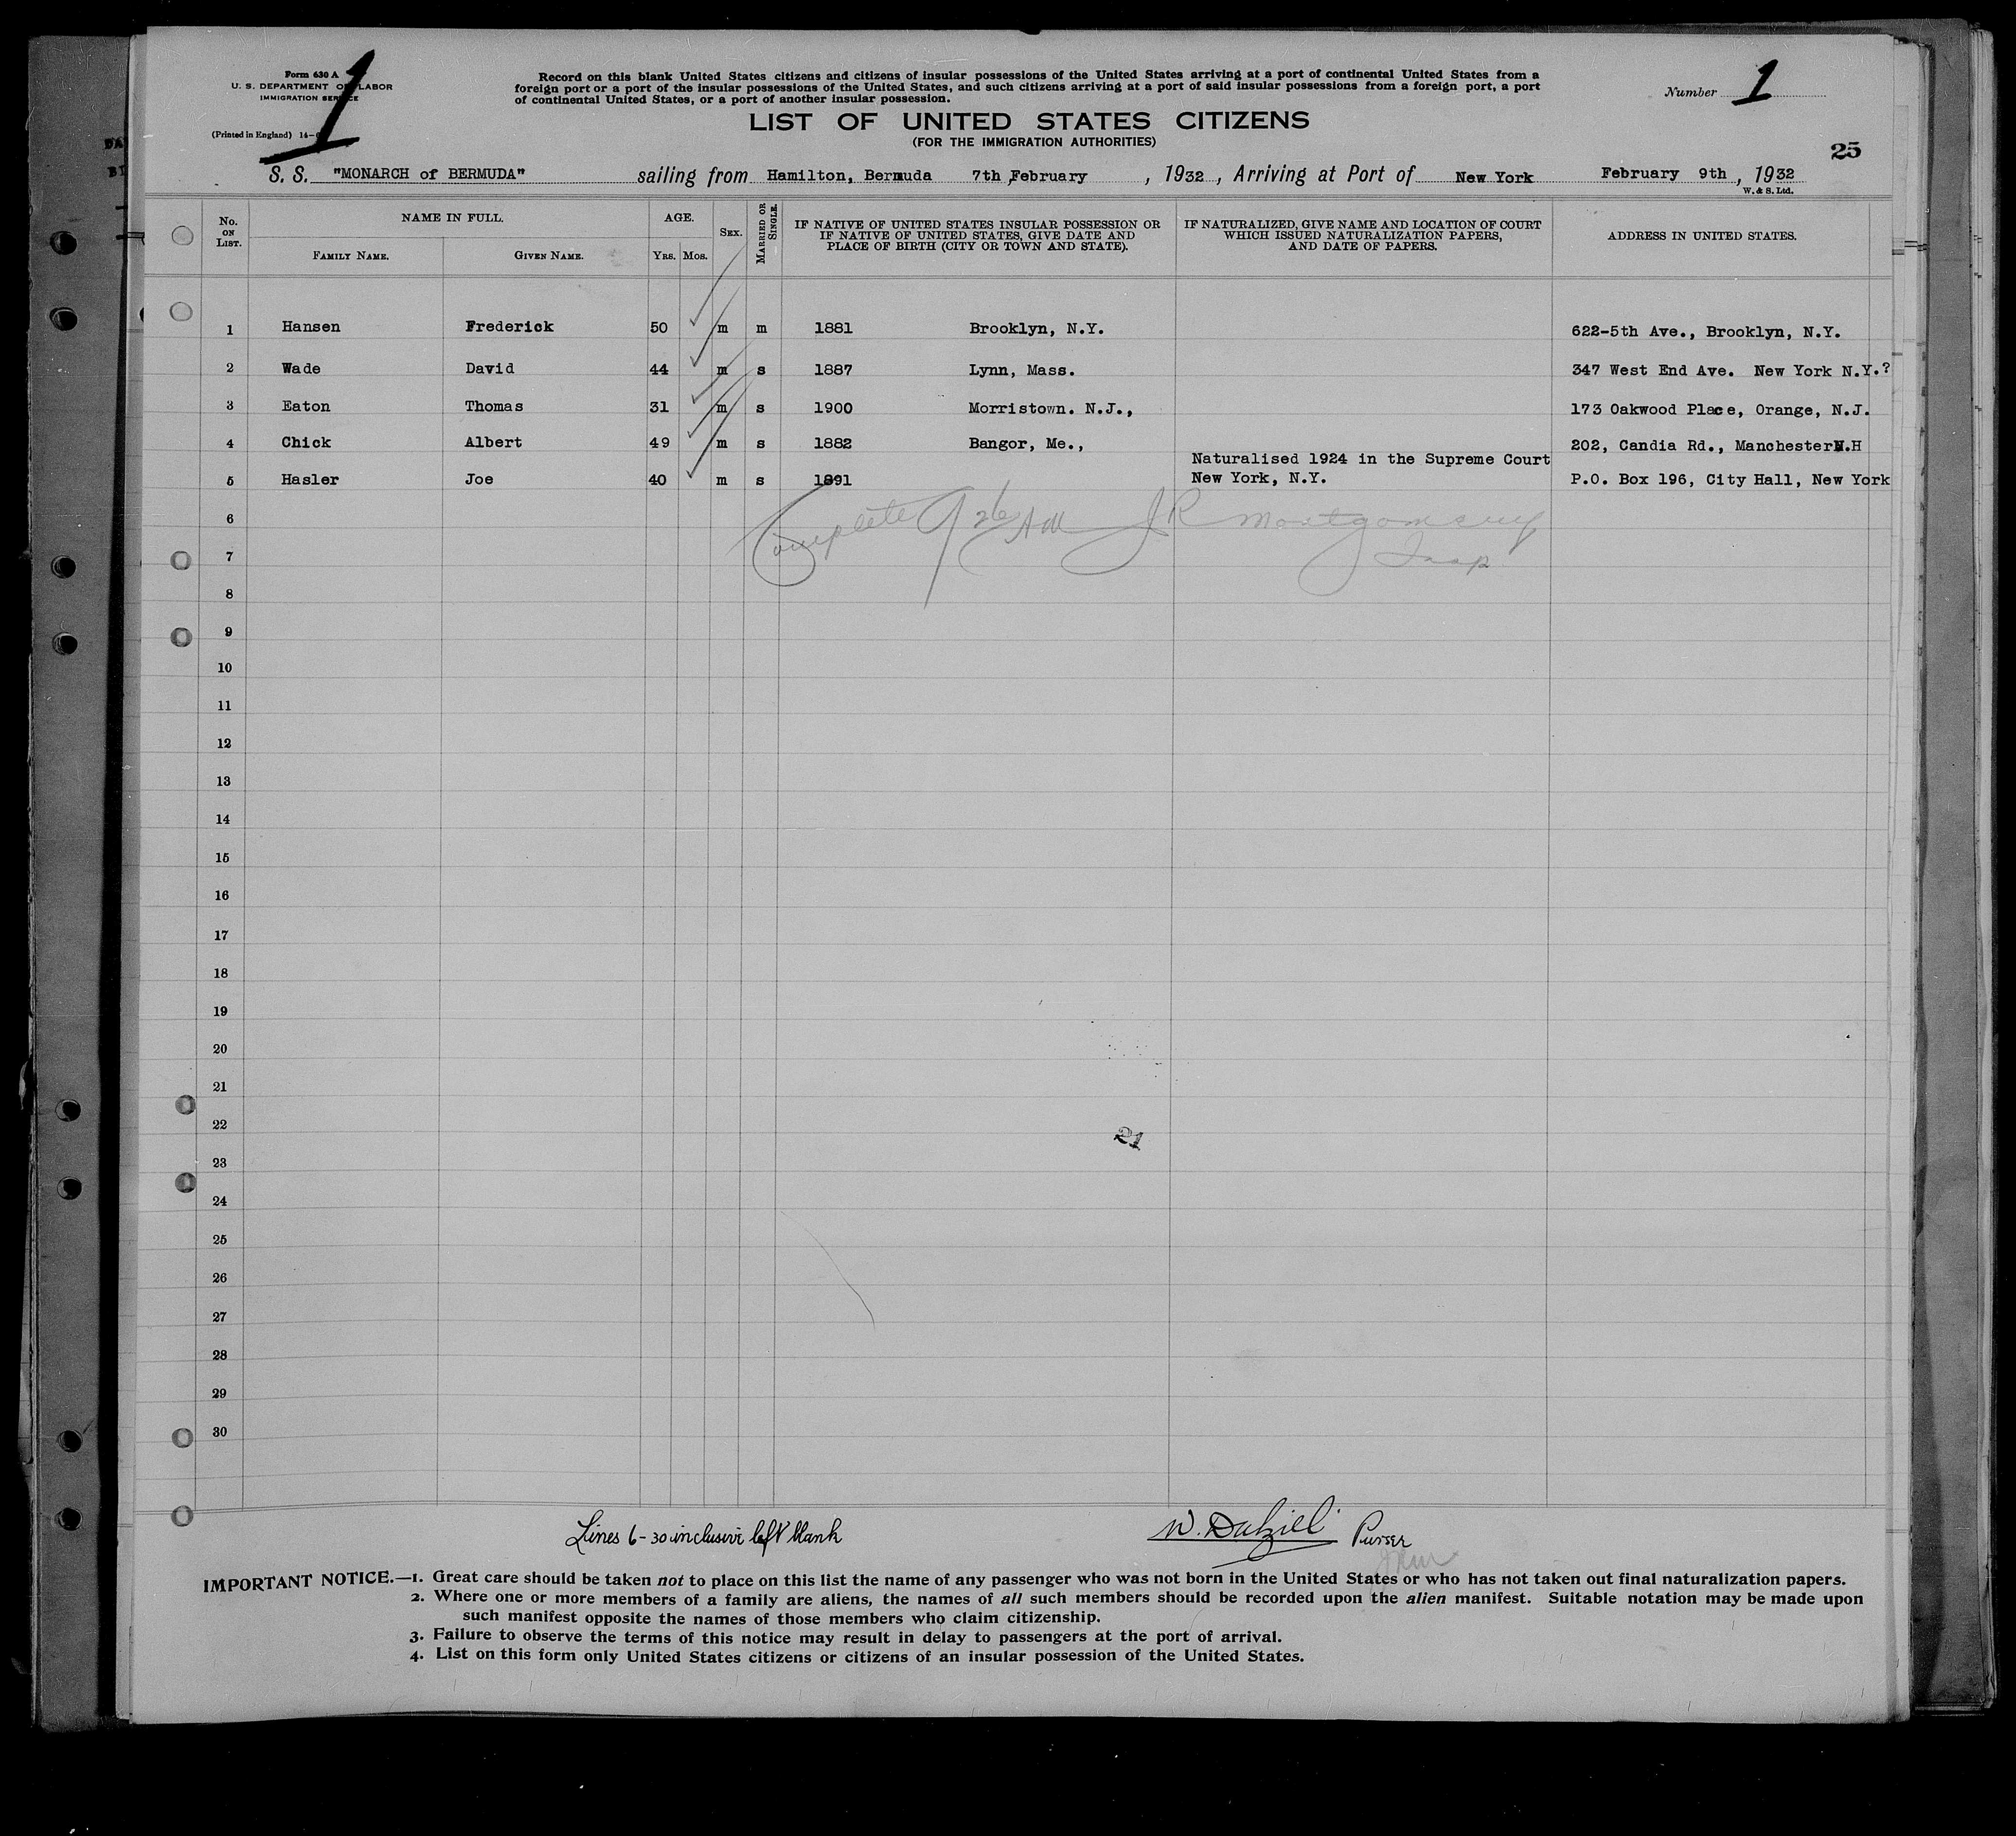 Form 630 A
U. S. DEPARTMENT OF LABOR
IMMIGRATION SERVICE
(Printed in England) 14-
1
Record on this blank United States citizens and citizens of insular possessions of the United States arriving at a port of continental United States from a
foreign port or a port of the insular possessions of the United States, and such citizens arriving at a port of said insular possessions from a foreign port, a port
of continental United States, or a port of another insular possession.
Number 1
LIST OF UNITED STATES CITIZENS
(FOR THE IMMIGRATION AUTHORITIES)
25
S. S. "MONARCH of BERMUDA" sailing from Hamilton, Bermuda 7th February, 1932, Arriving at Port of New York February 9th, 1932
W. & S. Ltd.
No. ON LIST. NAME IN FULL. FAMILY NAME. GIVEN NAME. AGE. YRS. MOS. SEX. MARRIED OR SINGLE. IF NATIVE OF UNITED STATES INSULAR POSSESSION OR IF NATIVE OF UNITED STATES, GIVE DATE AND PLACE OF BIRTH (CITY OR TOWN AND STATE). IF NATURALIZED, GIVE NAME AND LOCATION OF COURT WHICH ISSUED NATURALIZATION PAPERS, AND DATE OF PAPERS. ADDRESS IN UNITED STATES.
1 Hansen Frederick 50 m m 1881 Brooklyn, N.Y. 622-5th Ave., Brooklyn, N.Y.
2 Wade David 44 m s 1887 Lynn, Mass. 347 West End Ave. New York N.Y.?
3 Eaton Thomas 31 m s 1900 Morristown. N.J., 173 Oakwood Place, Orange, N.J.
4 Chick Albert 49 m s 1882 Bangor, Me., 202, Candia Rd., Manchester N.H
5 Hasler Joe 40 m s 1891 Naturalised 1924 in the Supreme Court New York, N.Y. P.O. Box 196, City Hall, New York
6 Complete 9 26 AM J R Montgomery
7 Insp
8
9
10
11
12
13
14
15
16
17
18
19
20
21
22
21
23
24
25
26
27
28
29
30
Lines 6-30 inclusive left blank
W. Dalziel Purser
JRM
IMPORTANT NOTICE.—1. Great care should be taken not to place on this list the name of any passenger who was not born in the United States or who has not taken out final naturalization papers.
2. Where one or more members of a family are aliens, the names of all such members should be recorded upon the alien manifest. Suitable notation may be made upon
such manifest opposite the names of those members who claim citizenship.
3. Failure to observe the terms of this notice may result in delay to passengers at the port of arrival.
4. List on this form only United States citizens or citizens of an insular possession of the United States.